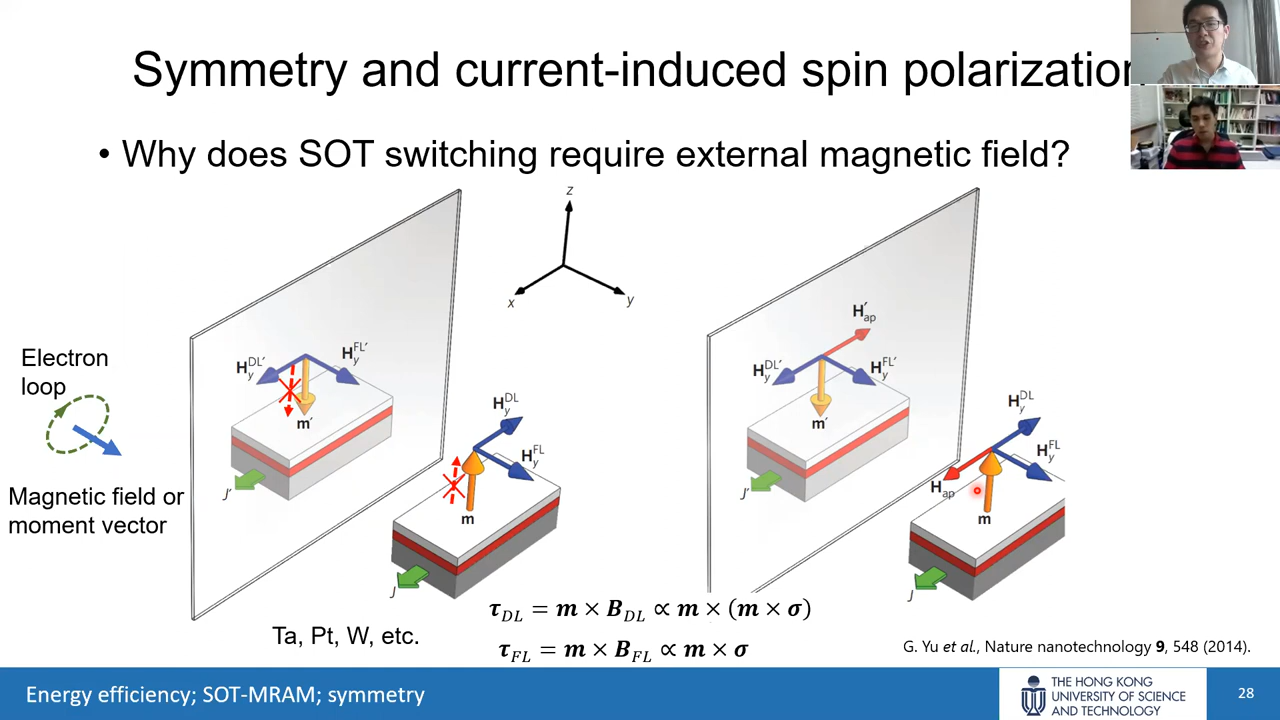 Symmetry and current-induced spin polarization
• Why does SOT switching require external magnetic field?
z
x
y
Electron
loop
Magnetic field or
moment vector
H_y^DL′
H_y^FL′
m′
J′
H_y^DL
H_y^FL
m
J
H′_ap
H_y^DL′
H_y^FL′
m′
J′
H_y^DL
H_y^FL
H_ap
m
J
Ta, Pt, W, etc.
τ_DL = m × B_DL ∝ m × (m × σ)
τ_FL = m × B_FL ∝ m × σ
G. Yu et al., Nature nanotechnology 9, 548 (2014).
Energy efficiency; SOT-MRAM; symmetry
THE HONG KONG
UNIVERSITY OF SCIENCE
AND TECHNOLOGY
28